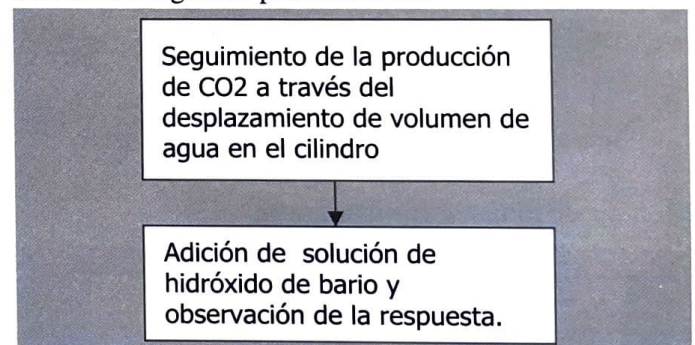 Seguimiento de la producción
de CO2 a través del
desplazamiento de volumen de
agua en el cilindro
Adición de solución de
hidróxido de bario y
observación de la respuesta.